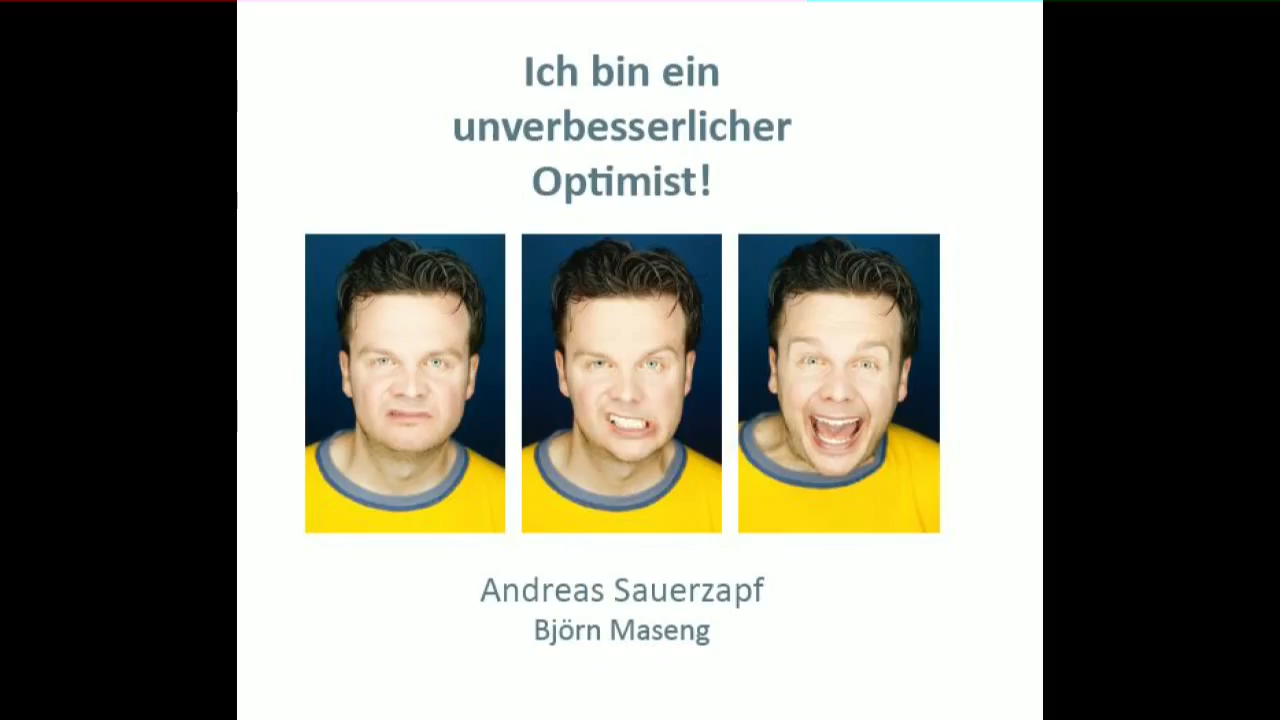 Ich bin ein
unverbesserlicher
Optimist!
Andreas Sauerzapf
Björn Maseng